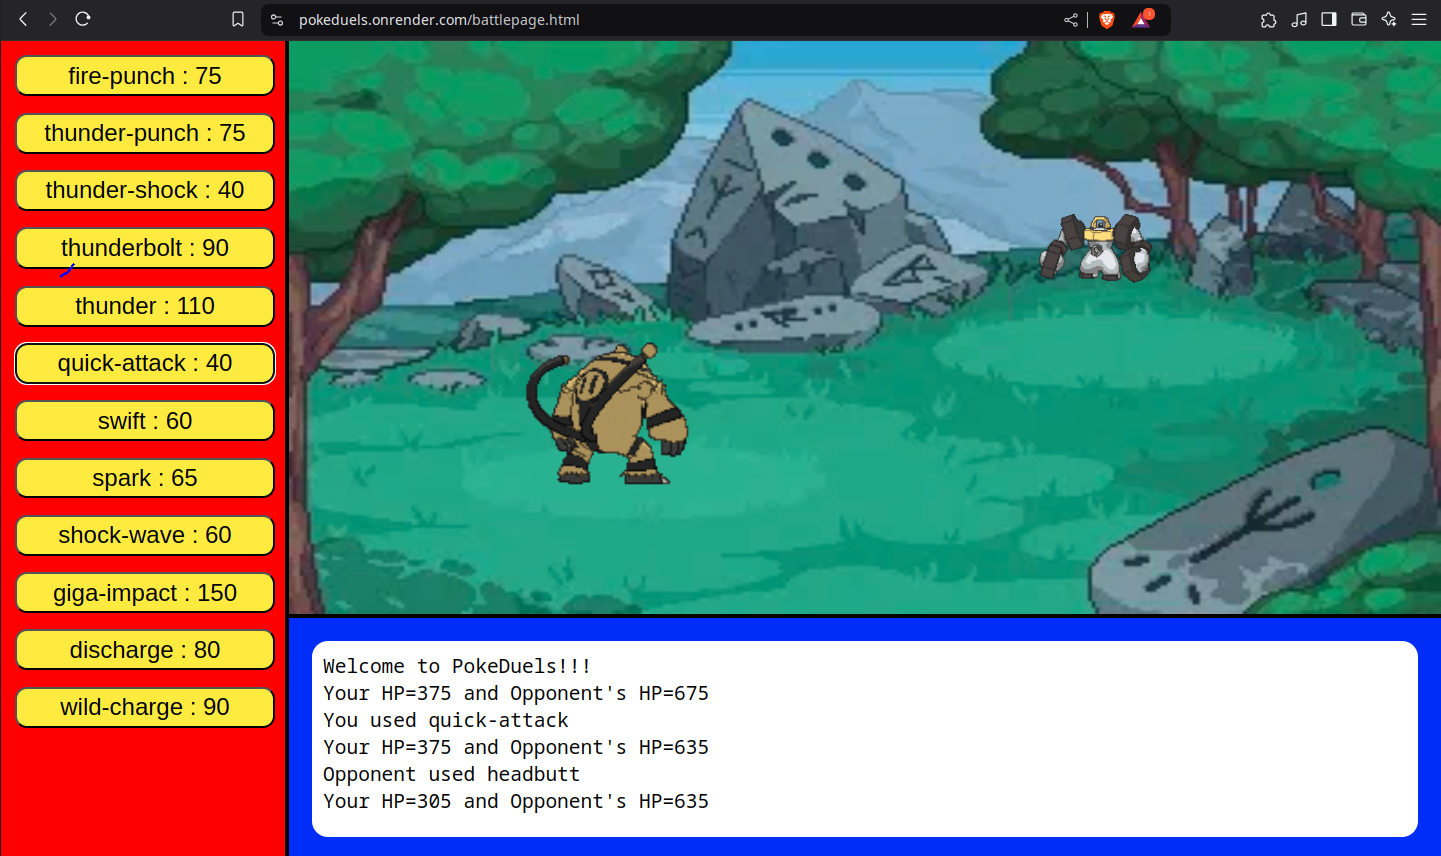 pokeduels.onrender.com/battlepage.html
fire-punch : 75
thunder-punch : 75
thunder-shock : 40
thunderbolt : 90
thunder : 110
quick-attack : 40
swift : 60
spark : 65
shock-wave : 60
giga-impact : 150
discharge : 80
wild-charge : 90
Welcome to PokeDuels!!!
Your HP=375 and Opponent's HP=675
You used quick-attack
Your HP=375 and Opponent's HP=635
Opponent used headbutt
Your HP=305 and Opponent's HP=635